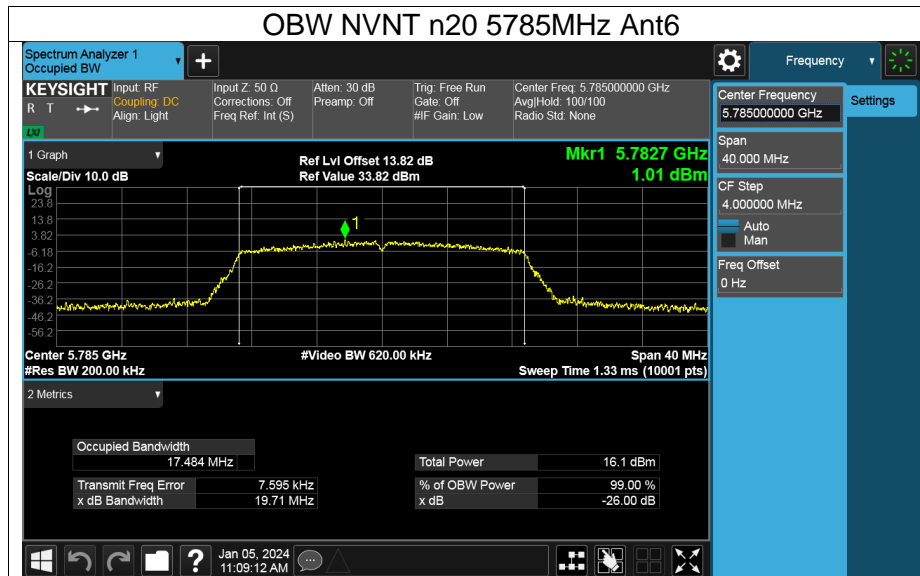 OBW NVNT n20 5785MHz Ant6
Spectrum Analyzer 1
Occupied BW
Frequency
KEYSIGHT
R T
LXI
Input: RF
Coupling: DC
Align: Light
Input Z: 50 Ω
Corrections: Off
Freq Ref: Int (S)
Atten: 30 dB
Preamp: Off
Trig: Free Run
Gate: Off
#IF Gain: Low
Center Freq: 5.785000000 GHz
Avg|Hold: 100/100
Radio Std: None
Center Frequency
5.785000000 GHz
Settings
Span
40.000 MHz
CF Step
4.000000 MHz
Auto
Man
Freq Offset
0 Hz
1 Graph
Scale/Div 10.0 dB
Ref Lvl Offset 13.82 dB
Ref Value 33.82 dBm
Mkr1 5.7827 GHz
1.01 dBm
Log
23.8
13.8
3.82
-6.18
-16.2
-26.2
-36.2
-46.2
-56.2
1
Center 5.785 GHz
#Video BW 620.00 kHz
Span 40 MHz
#Res BW 200.00 kHz
Sweep Time 1.33 ms (10001 pts)
2 Metrics
Occupied Bandwidth
17.484 MHz
Total Power 16.1 dBm
Transmit Freq Error 7.595 kHz
% of OBW Power 99.00 %
x dB Bandwidth 19.71 MHz
x dB -26.00 dB
Jan 05, 2024
11:09:12 AM